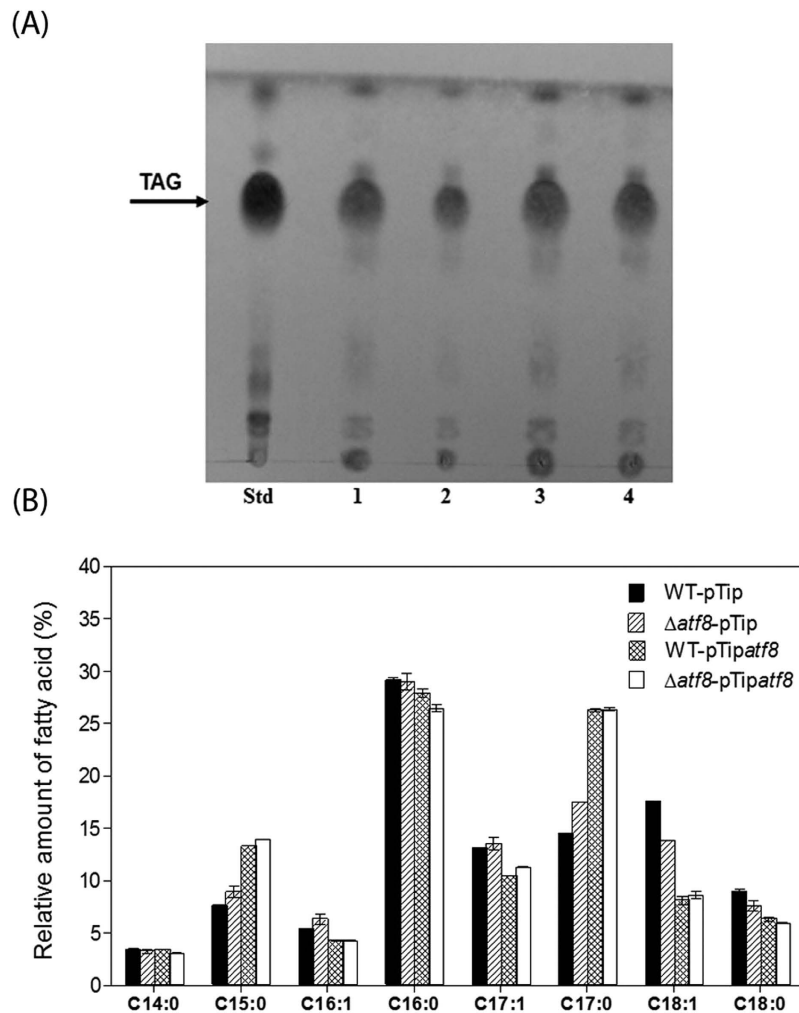 (A)
TAG
Std 1 2 3 4
(B)
Relative amount of fatty acid (%)
40
35
30
25
20
15
10
5
0
WT-pTip
Δatf8-pTip
WT-pTipatf8
Δatf8-pTipatf8
C14:0 C15:0 C16:1 C16:0 C17:1 C17:0 C18:1 C18:0